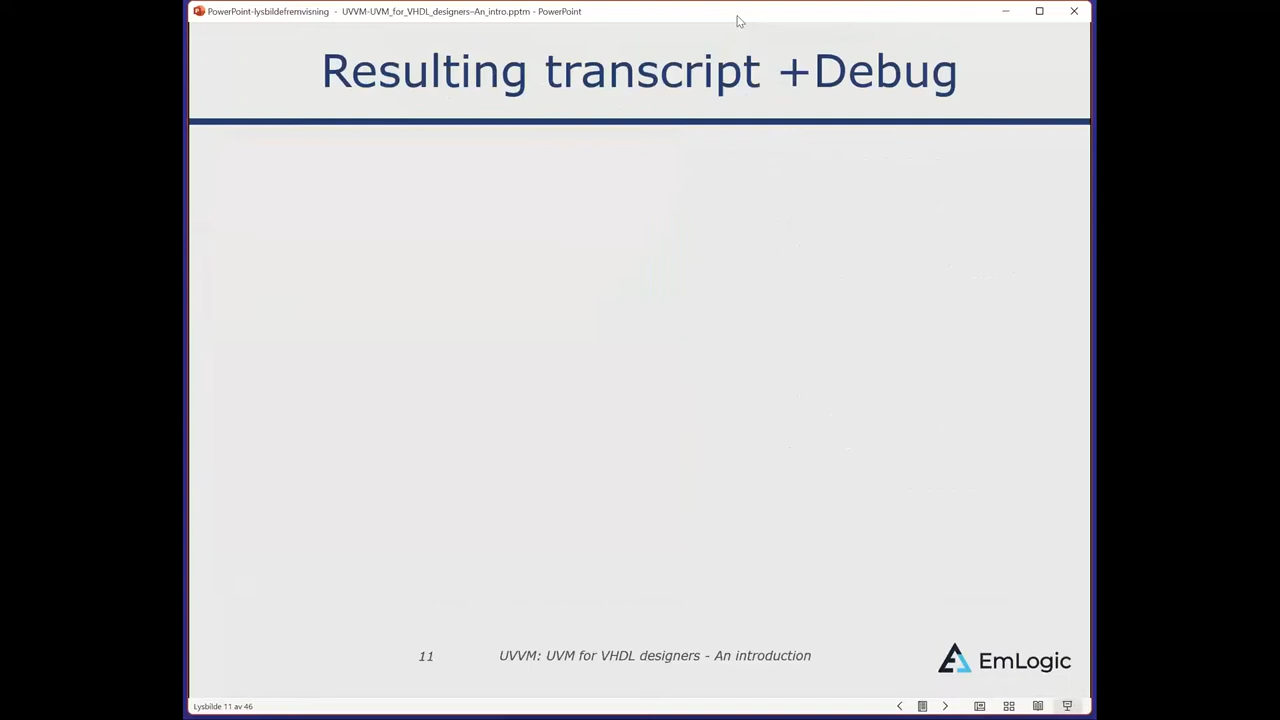 PowerPoint-lysbildefremvisning - UVVM-UVM_for_VHDL_designers–An_intro.pptm - PowerPoint
Resulting transcript +Debug
11
UVVM: UVM for VHDL designers - An introduction
EmLogic
Lysbilde 11 av 46